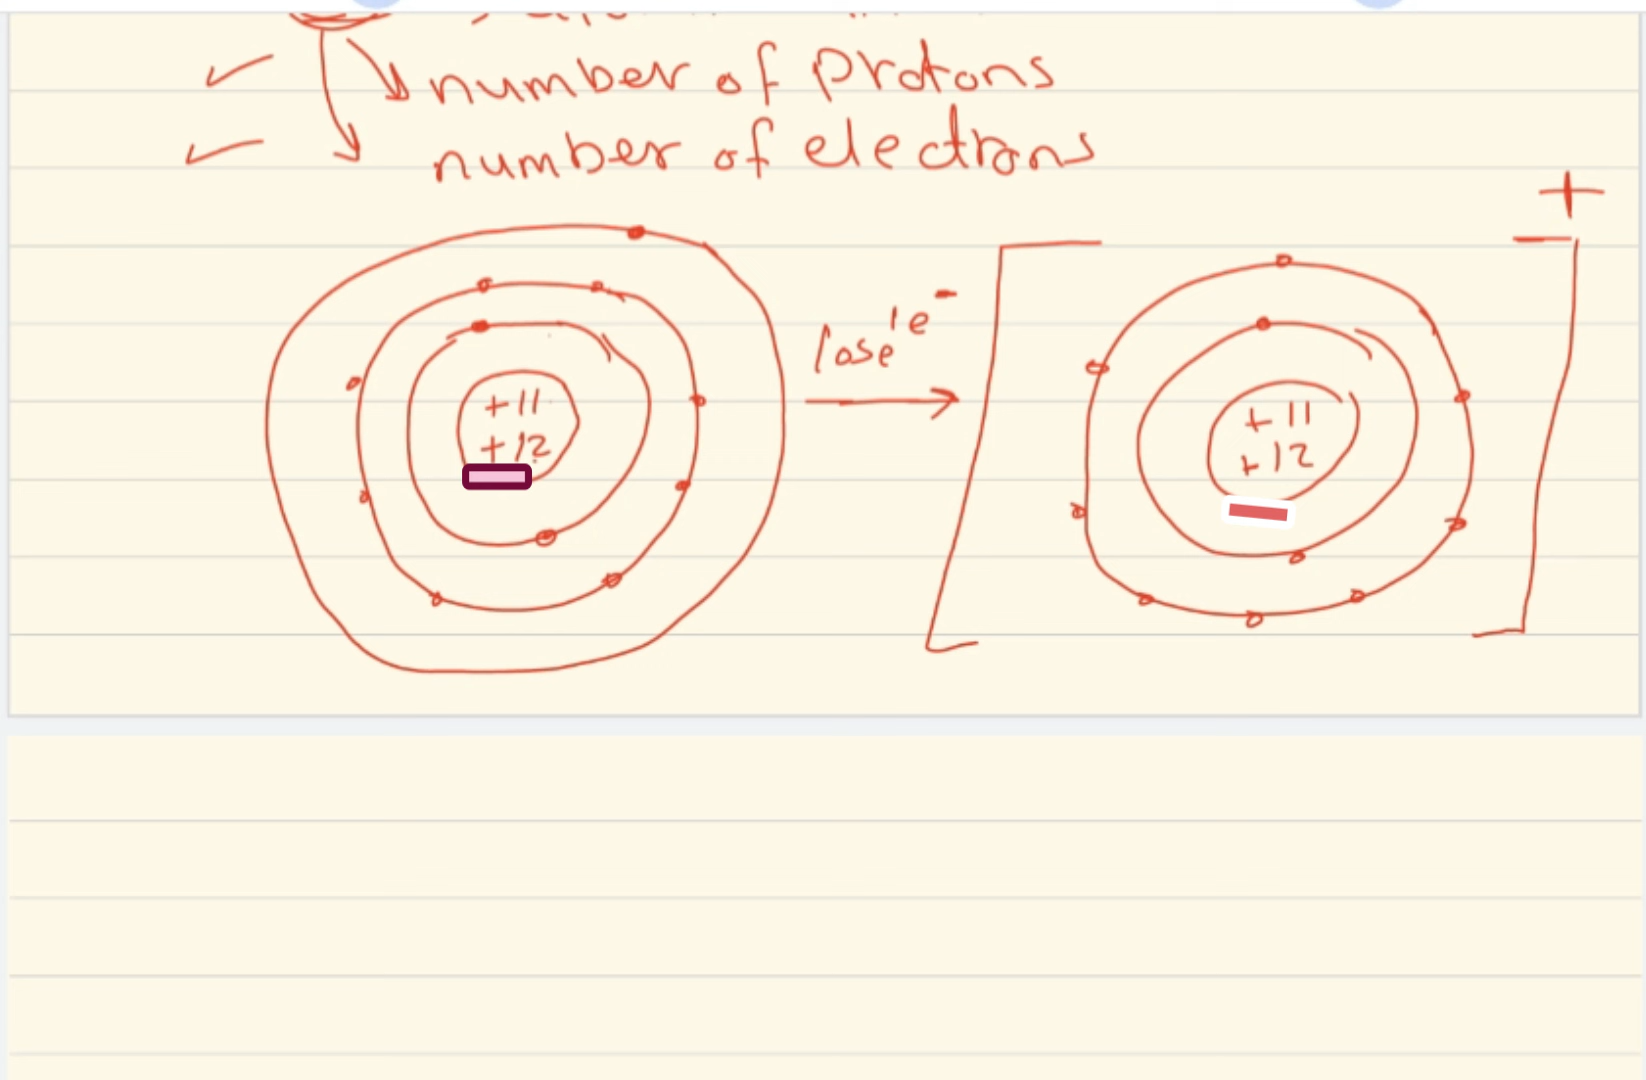 number of protons
number of electrons
+
lose 1e-
+11
+12
+11
+12